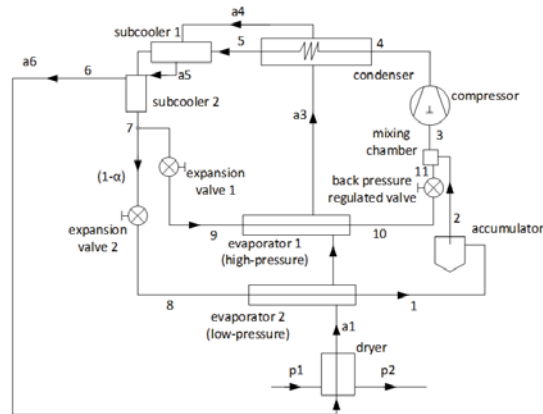 a4
subcooler 1
5
4
a6
6
a5
condenser
compressor
subcooler 2
a3
3
7
mixing
chamber
(1-α)
expansion
valve 1
11
back pressure
regulated valve
2
expansion
valve 2
accumulator
9
evaporator 1
(high-pressure)
10
8
evaporator 2
(low-pressure)
1
a1
dryer
p1
p2